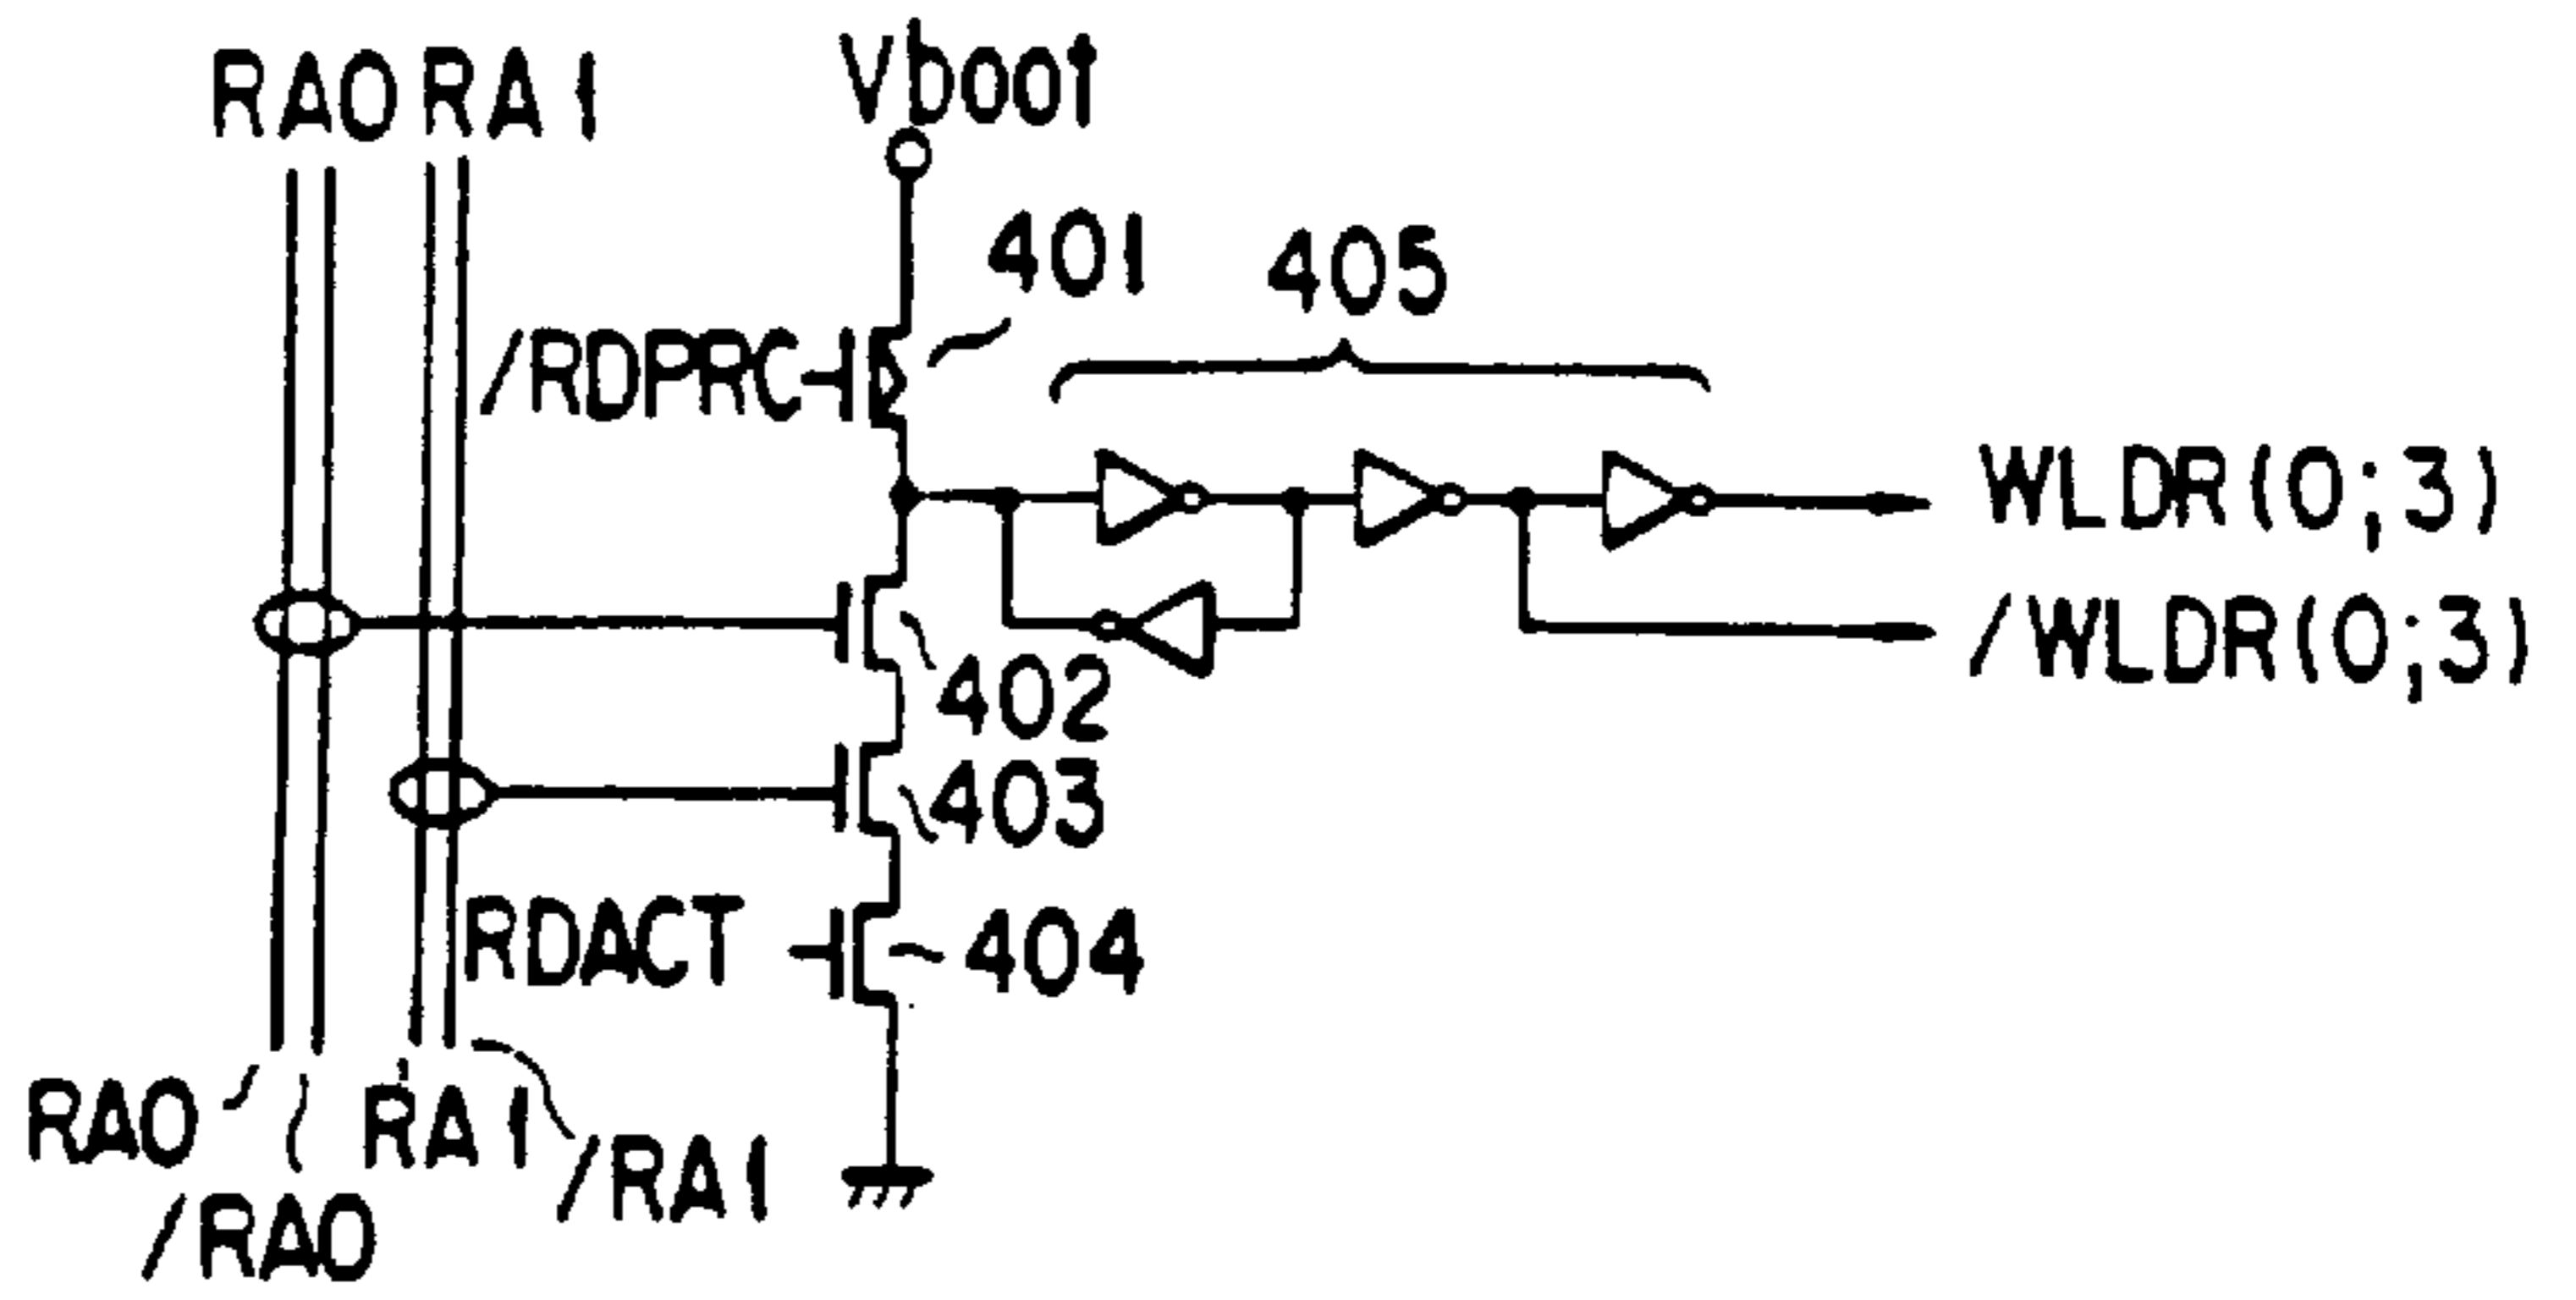 RA0 RA1
Vboot
401
405
/RDPRC
WLDR(0;3)
/WLDR(0;3)
402
403
RDACT
404
RA0
RA1
/RA1
/RA0